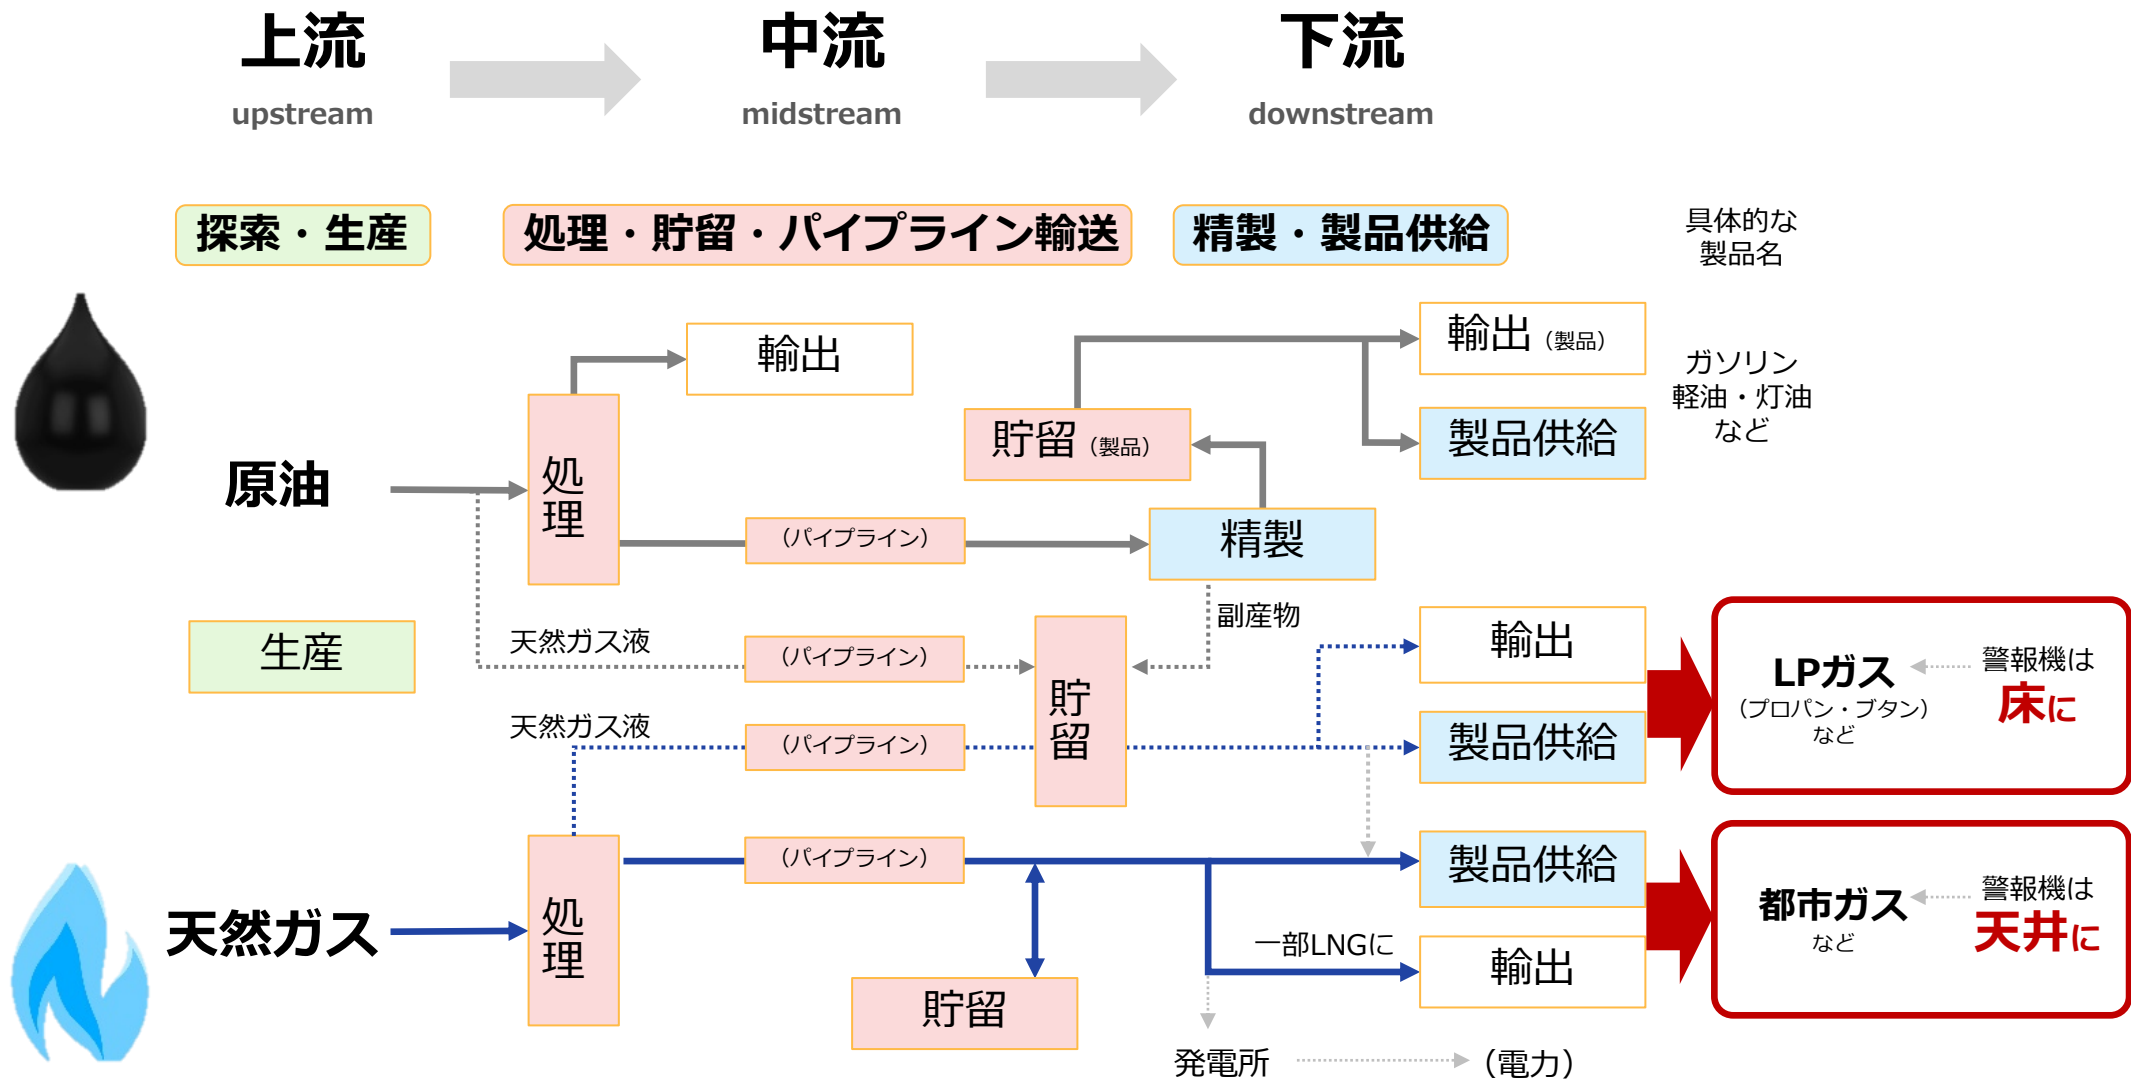 上流
中流
下流
upstream
midstream
downstream
探索・生産
処理・貯留・パイプライン輸送
精製・製品供給
具体的な
製品名
輸出
輸出（製品）
ガソリン
軽油・灯油
など
貯留（製品）
製品供給
原油
処
理
（パイプライン）
精製
副産物
生産
天然ガス液
（パイプライン）
貯
留
輸出
LPガス
（プロパン・ブタン）
など
警報機は
床に
天然ガス液
（パイプライン）
製品供給
天然ガス
処
理
（パイプライン）
製品供給
都市ガス
など
警報機は
天井に
一部LNGに
輸出
貯留
発電所
（電力）